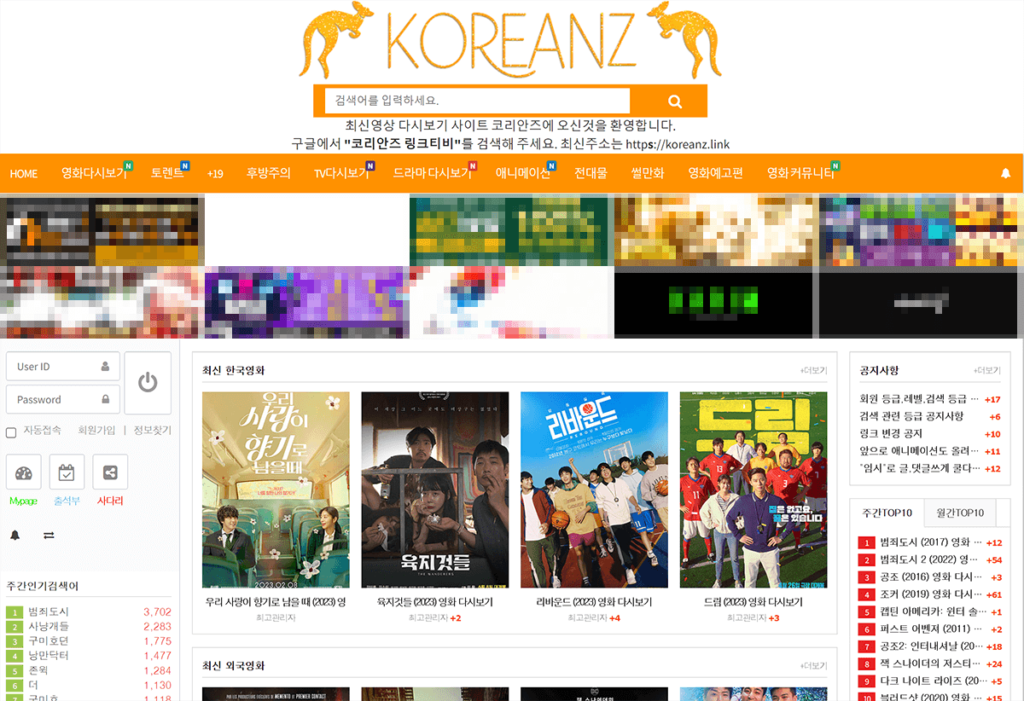 KOREANZ
검색어를 입력하세요.
최신영상 다시보기 사이트 코리안즈에 오신것을 환영합니다.
구글에서 "코리안즈 링크티비"를 검색해 주세요. 최신주소는 https://koreanz.link
HOME 영화다시보기 N 토렌트 N +19 후방주의 TV다시보기 N 드라마 다시보기 N 애니메이션 N 전대물 썰만화 영화예고편 영화 커뮤니티 N
User ID
Password
자동접속 회원가입 | 정보찾기
Mypage 출석부 사다리
주간인기검색어
1 범죄도시 3,702
2 사냥개들 2,283
3 구미호뎐 1,775
4 낭만닥터 1,477
5 존윅 1,284
6 더 1,130
구미호 1,118
최신 한국영화 +더보기
우리
사랑이
향기로
남은때
2023.02.08
육지것들
리바운드
드림
집은 없고요,
꿈은 있습니다
우리 사랑이 향기로 남을 때 (2023) 영
최고관리자
육지것들 (2023) 영화 다시보기
최고관리자 +2
리바운드 (2023) 영화 다시보기
최고관리자 +4
드림 (2023) 영화 다시보기
최고관리자 +3
최신 외국영화 +더보기
FROM THE EXECUTIVE PRODUCERS OF MEMENTO AND PREMIER CONTACT
공지사항 +더보기
회원 등급,레벨,검색 등급 … +17
검색 관련 등급 공지사항 +6
링크 변경 공지 +10
앞으로 애니메이션도 올려… +11
"임시"로 글,댓글쓰게 쿨다… +12
주간TOP10 월간TOP10
1 범죄도시 (2017) 영화 … +12
2 범죄도시 2 (2022) 영… +54
3 공조 (2016) 영화 다시… +3
4 조커 (2019) 영화 다시… +61
5 캡틴 아메리카: 윈터 솔… +1
6 퍼스트 어벤져 (2011) … +2
7 공조2: 인터내셔날 (20… +18
8 잭 스나이더의 저스티… +24
9 다크 나이트 라이즈 (20… +5
10 블러드샷 (2020) 영화 … +15